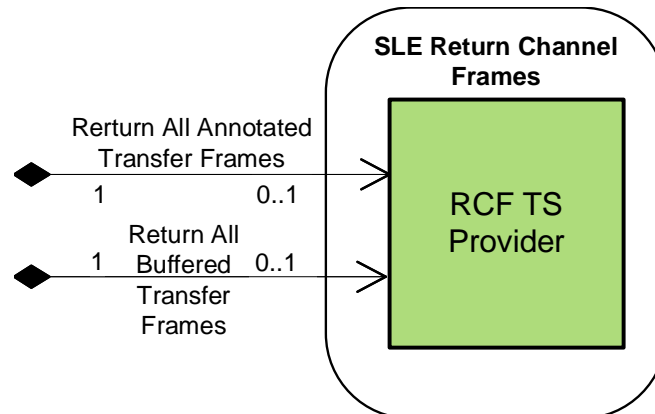 SLE Return Channel
Frames
Rerturn All Annotated
Transfer Frames
1 0..1
RCF TS
Provider
Return All
1 0..1
Buffered
Transfer
Frames